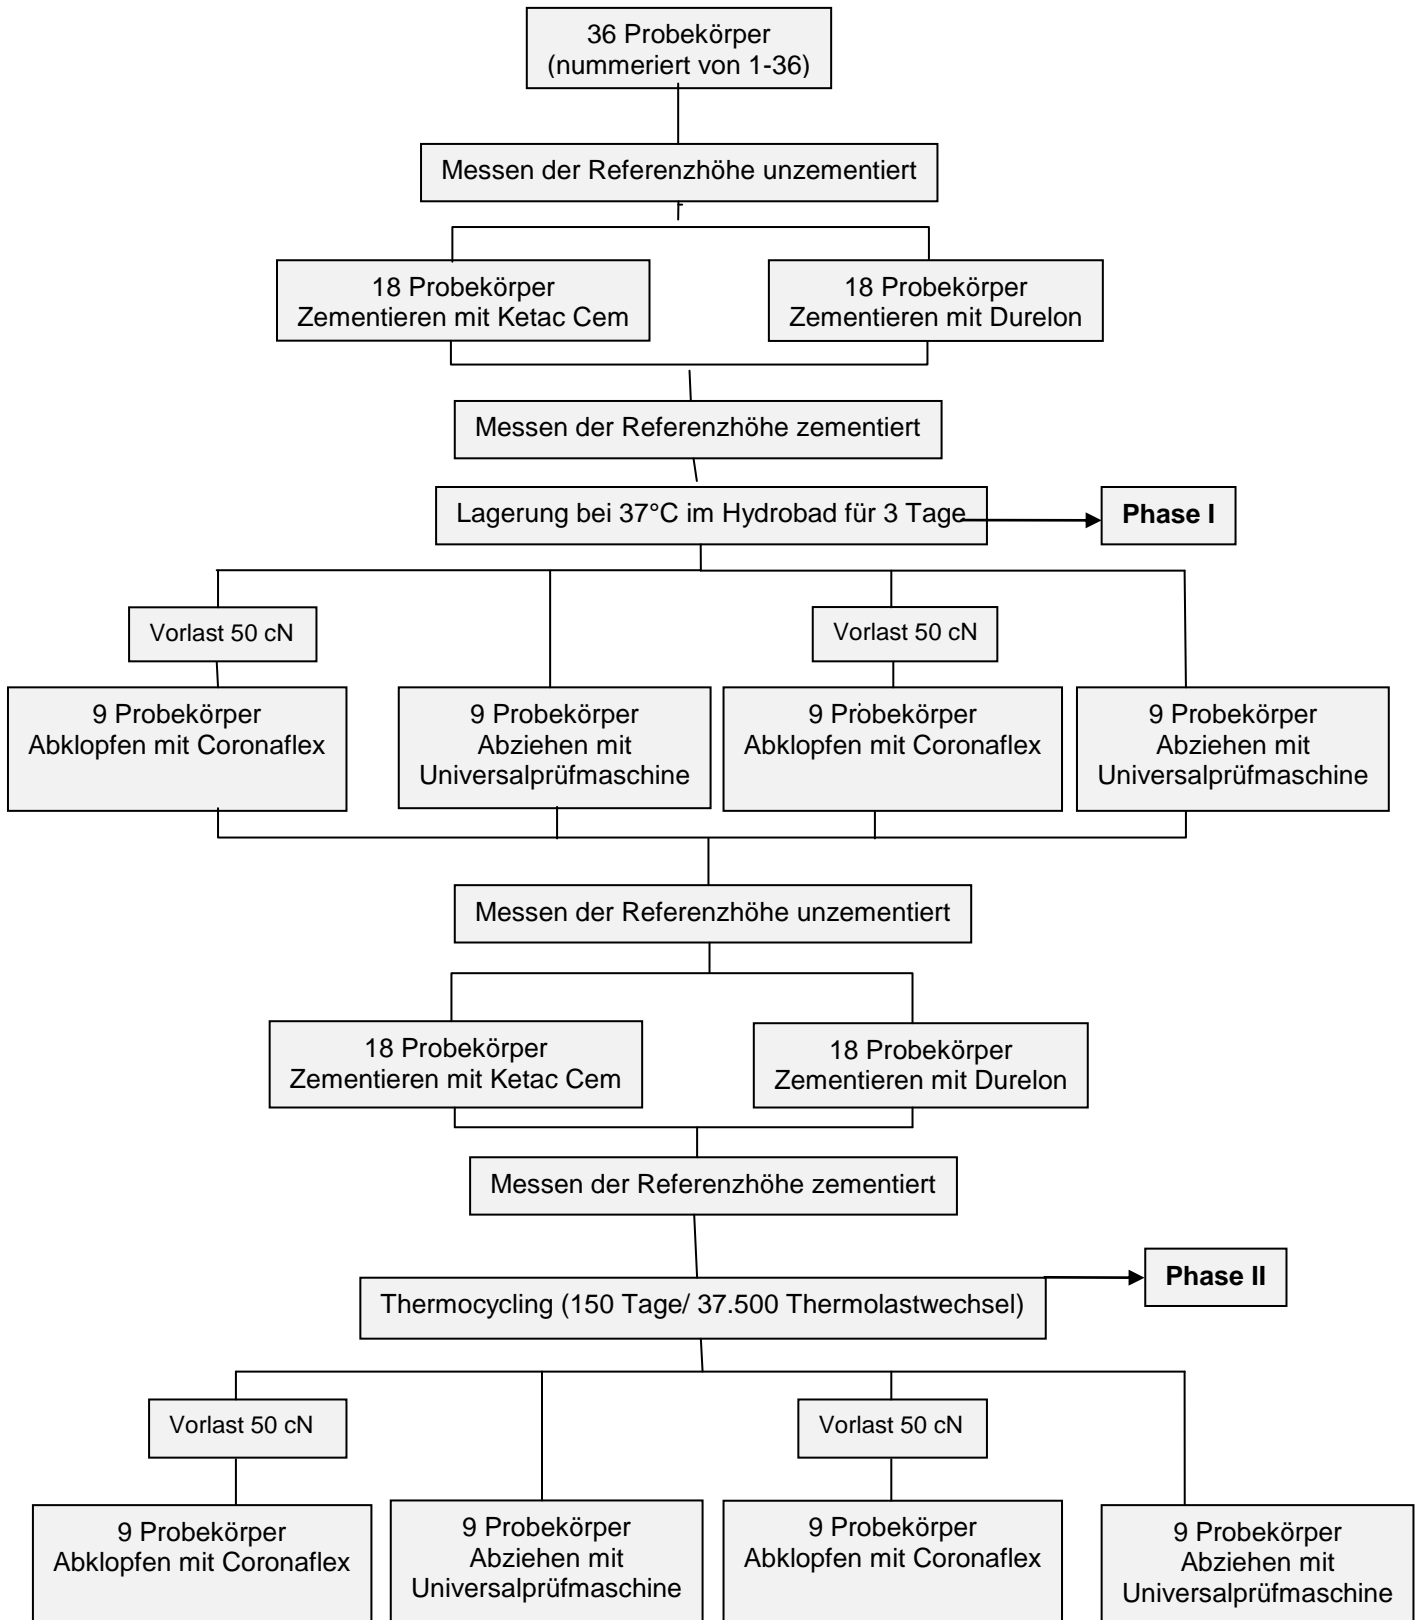 36 Probekörper
(nummeriert von 1-36)
Messen der Referenzhöhe unzementiert
18 Probekörper
Zementieren mit Ketac Cem
18 Probekörper
Zementieren mit Durelon
Messen der Referenzhöhe zementiert
Lagerung bei 37°C im Hydrobad für 3 Tage
Phase I
Vorlast 50 cN
Vorlast 50 cN
9 Probekörper
Abklopfen mit Coronaflex
9 Probekörper
Abziehen mit
Universalprüfmaschine
9 Probekörper
Abklopfen mit Coronaflex
9 Probekörper
Abziehen mit
Universalprüfmaschine
Messen der Referenzhöhe unzementiert
18 Probekörper
Zementieren mit Ketac Cem
18 Probekörper
Zementieren mit Durelon
Messen der Referenzhöhe zementiert
Phase II
Thermocycling (150 Tage/ 37.500 Thermolastwechsel)
Vorlast 50 cN
Vorlast 50 cN
9 Probekörper
Abklopfen mit Coronaflex
9 Probekörper
Abziehen mit
Universalprüfmaschine
9 Probekörper
Abklopfen mit Coronaflex
9 Probekörper
Abziehen mit
Universalprüfmaschine